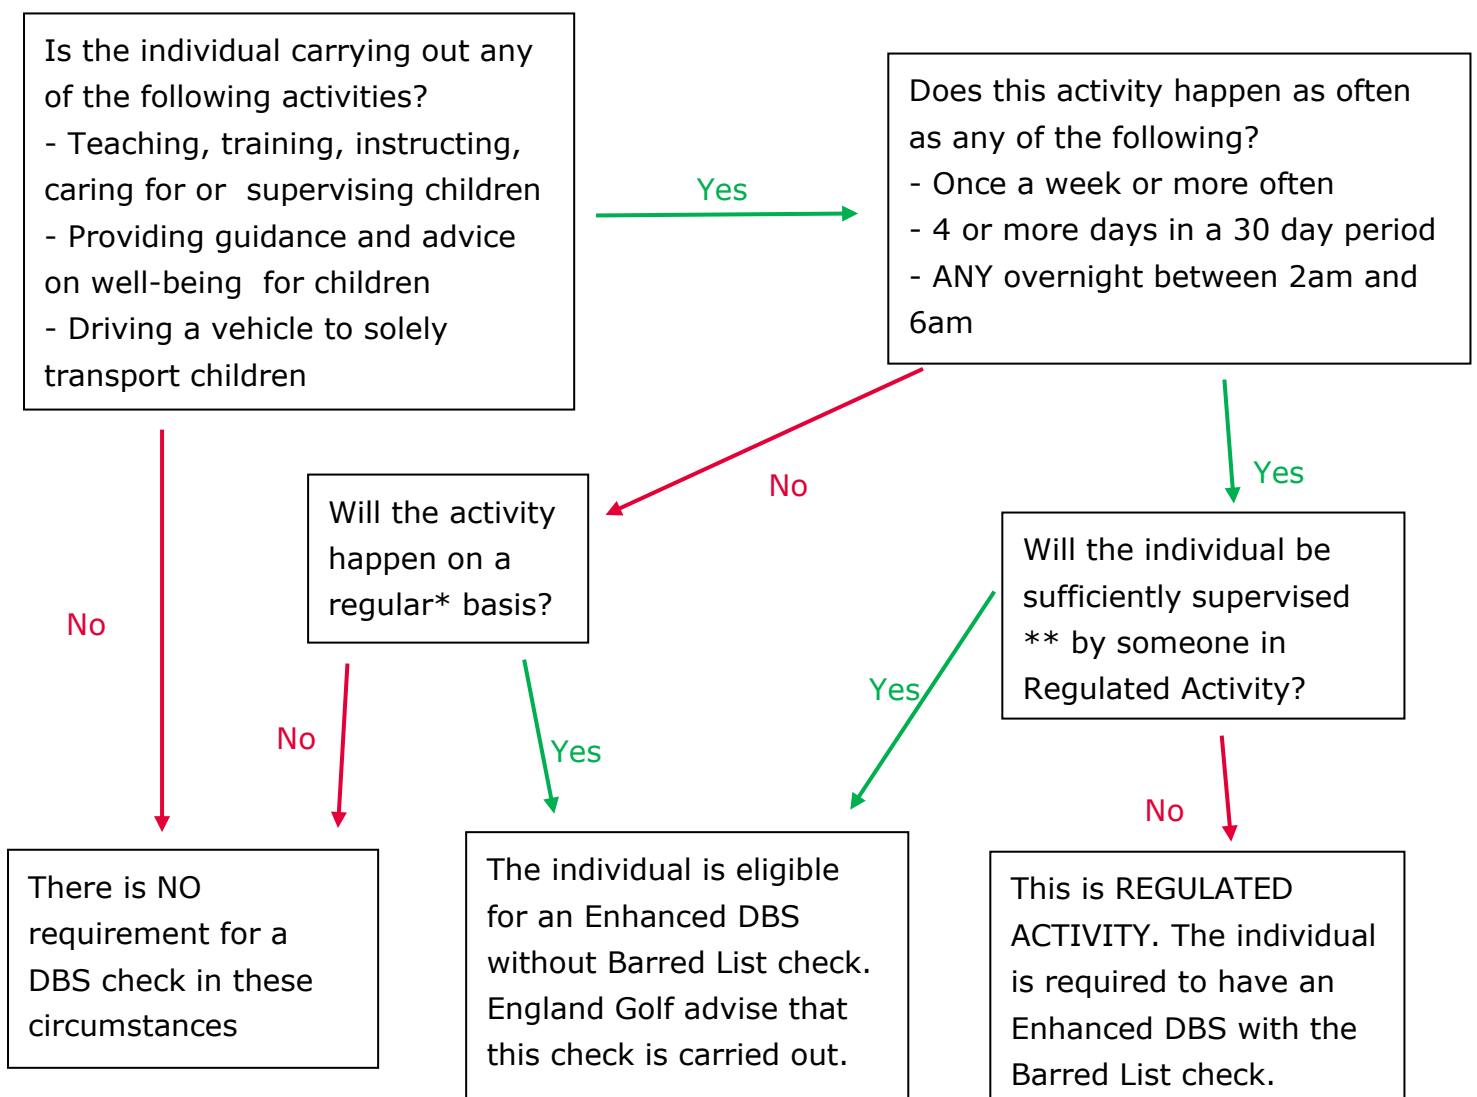 Is the individual carrying out any
of the following activities?
- Teaching, training, instructing,
caring for or  supervising children
- Providing guidance and advice
on well-being  for children
- Driving a vehicle to solely
transport children
Yes
Does this activity happen as often
as any of the following?
- Once a week or more often
- 4 or more days in a 30 day period
- ANY overnight between 2am and
6am
No
Will the activity
happen on a
regular* basis?
No
Yes
Will the individual be
sufficiently supervised
** by someone in
Regulated Activity?
No
Yes
Yes
No
There is NO
requirement for a
DBS check in these
circumstances
The individual is eligible
for an Enhanced DBS
without Barred List check.
England Golf advise that
this check is carried out.
This is REGULATED
ACTIVITY. The individual
is required to have an
Enhanced DBS with the
Barred List check.